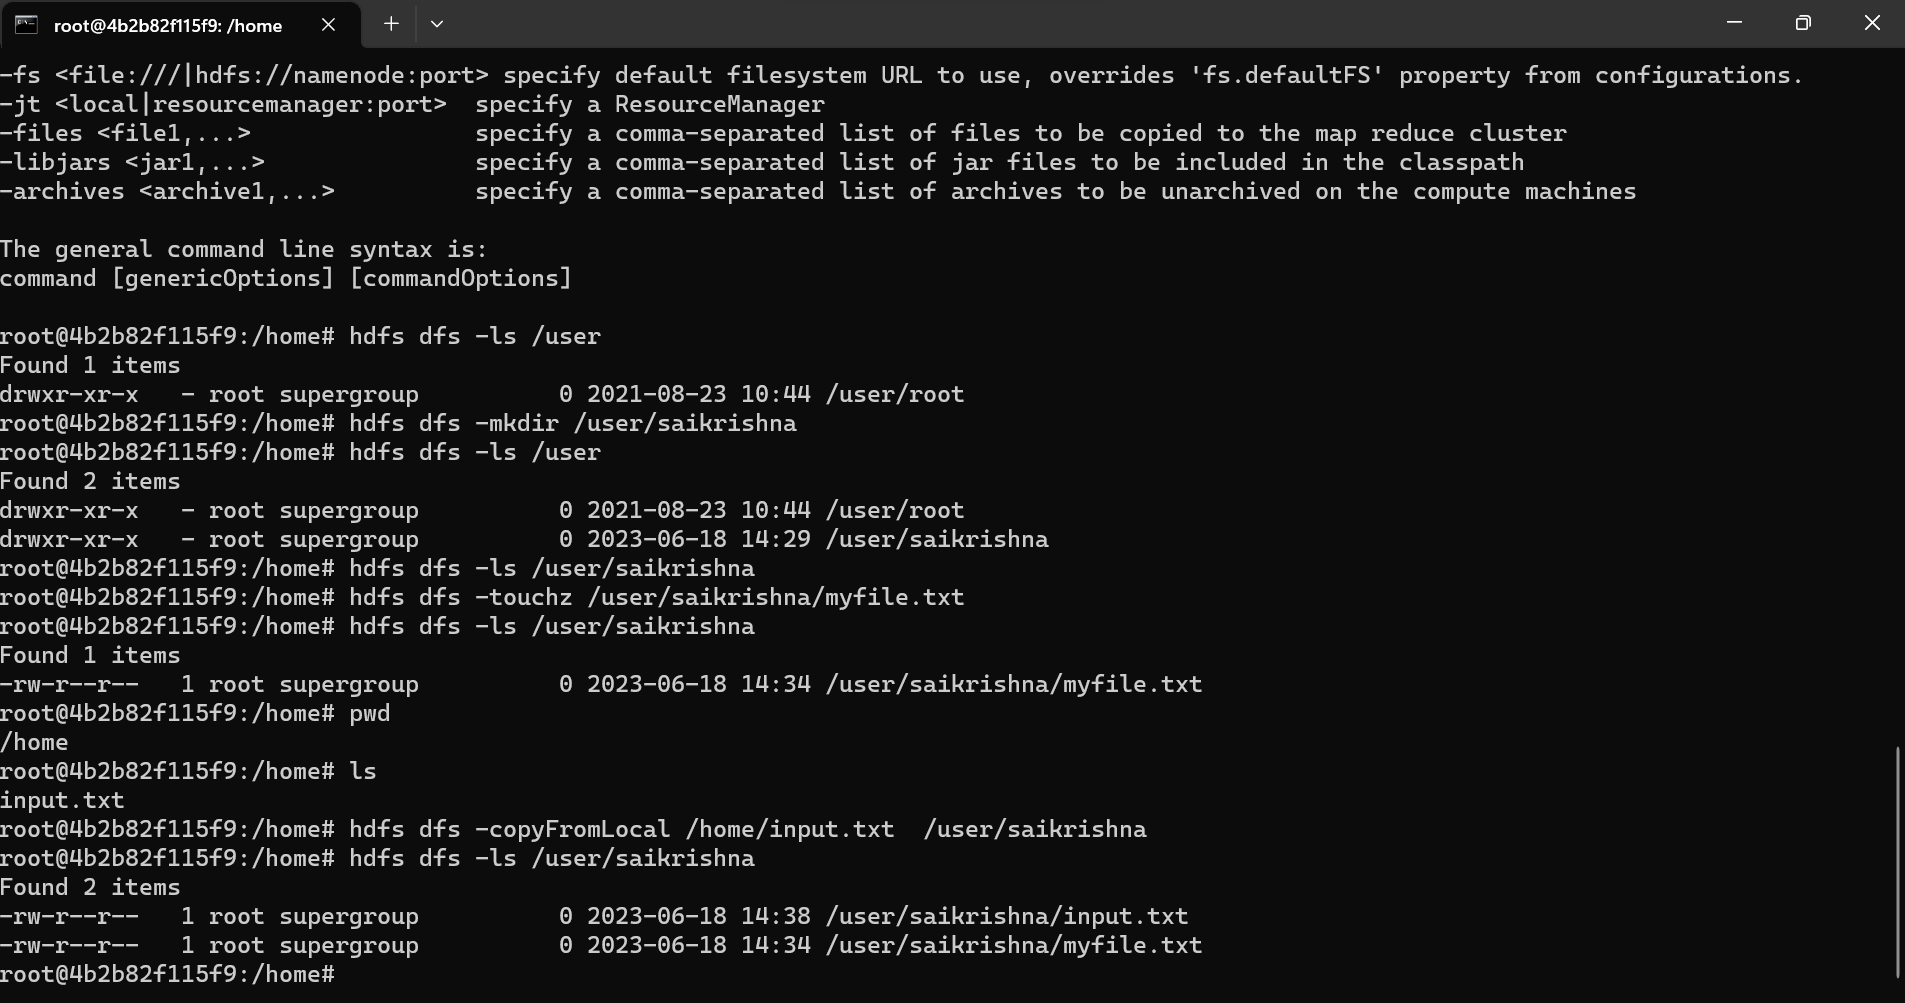 root@4b2b82f115f9: /home
-fs <file:///|hdfs://namenode:port> specify default filesystem URL to use, overrides 'fs.defaultFS' property from configurations.
-jt <local|resourcemanager:port>  specify a ResourceManager
-files <file1,...>                specify a comma-separated list of files to be copied to the map reduce cluster
-libjars <jar1,...>               specify a comma-separated list of jar files to be included in the classpath
-archives <archive1,...>          specify a comma-separated list of archives to be unarchived on the compute machines
The general command line syntax is:
command [genericOptions] [commandOptions]
root@4b2b82f115f9:/home# hdfs dfs -ls /user
Found 1 items
drwxr-xr-x   - root supergroup          0 2021-08-23 10:44 /user/root
root@4b2b82f115f9:/home# hdfs dfs -mkdir /user/saikrishna
root@4b2b82f115f9:/home# hdfs dfs -ls /user
Found 2 items
drwxr-xr-x   - root supergroup          0 2021-08-23 10:44 /user/root
drwxr-xr-x   - root supergroup          0 2023-06-18 14:29 /user/saikrishna
root@4b2b82f115f9:/home# hdfs dfs -ls /user/saikrishna
root@4b2b82f115f9:/home# hdfs dfs -touchz /user/saikrishna/myfile.txt
root@4b2b82f115f9:/home# hdfs dfs -ls /user/saikrishna
Found 1 items
-rw-r--r--   1 root supergroup          0 2023-06-18 14:34 /user/saikrishna/myfile.txt
root@4b2b82f115f9:/home# pwd
/home
root@4b2b82f115f9:/home# ls
input.txt
root@4b2b82f115f9:/home# hdfs dfs -copyFromLocal /home/input.txt  /user/saikrishna
root@4b2b82f115f9:/home# hdfs dfs -ls /user/saikrishna
Found 2 items
-rw-r--r--   1 root supergroup          0 2023-06-18 14:38 /user/saikrishna/input.txt
-rw-r--r--   1 root supergroup          0 2023-06-18 14:34 /user/saikrishna/myfile.txt
root@4b2b82f115f9:/home#